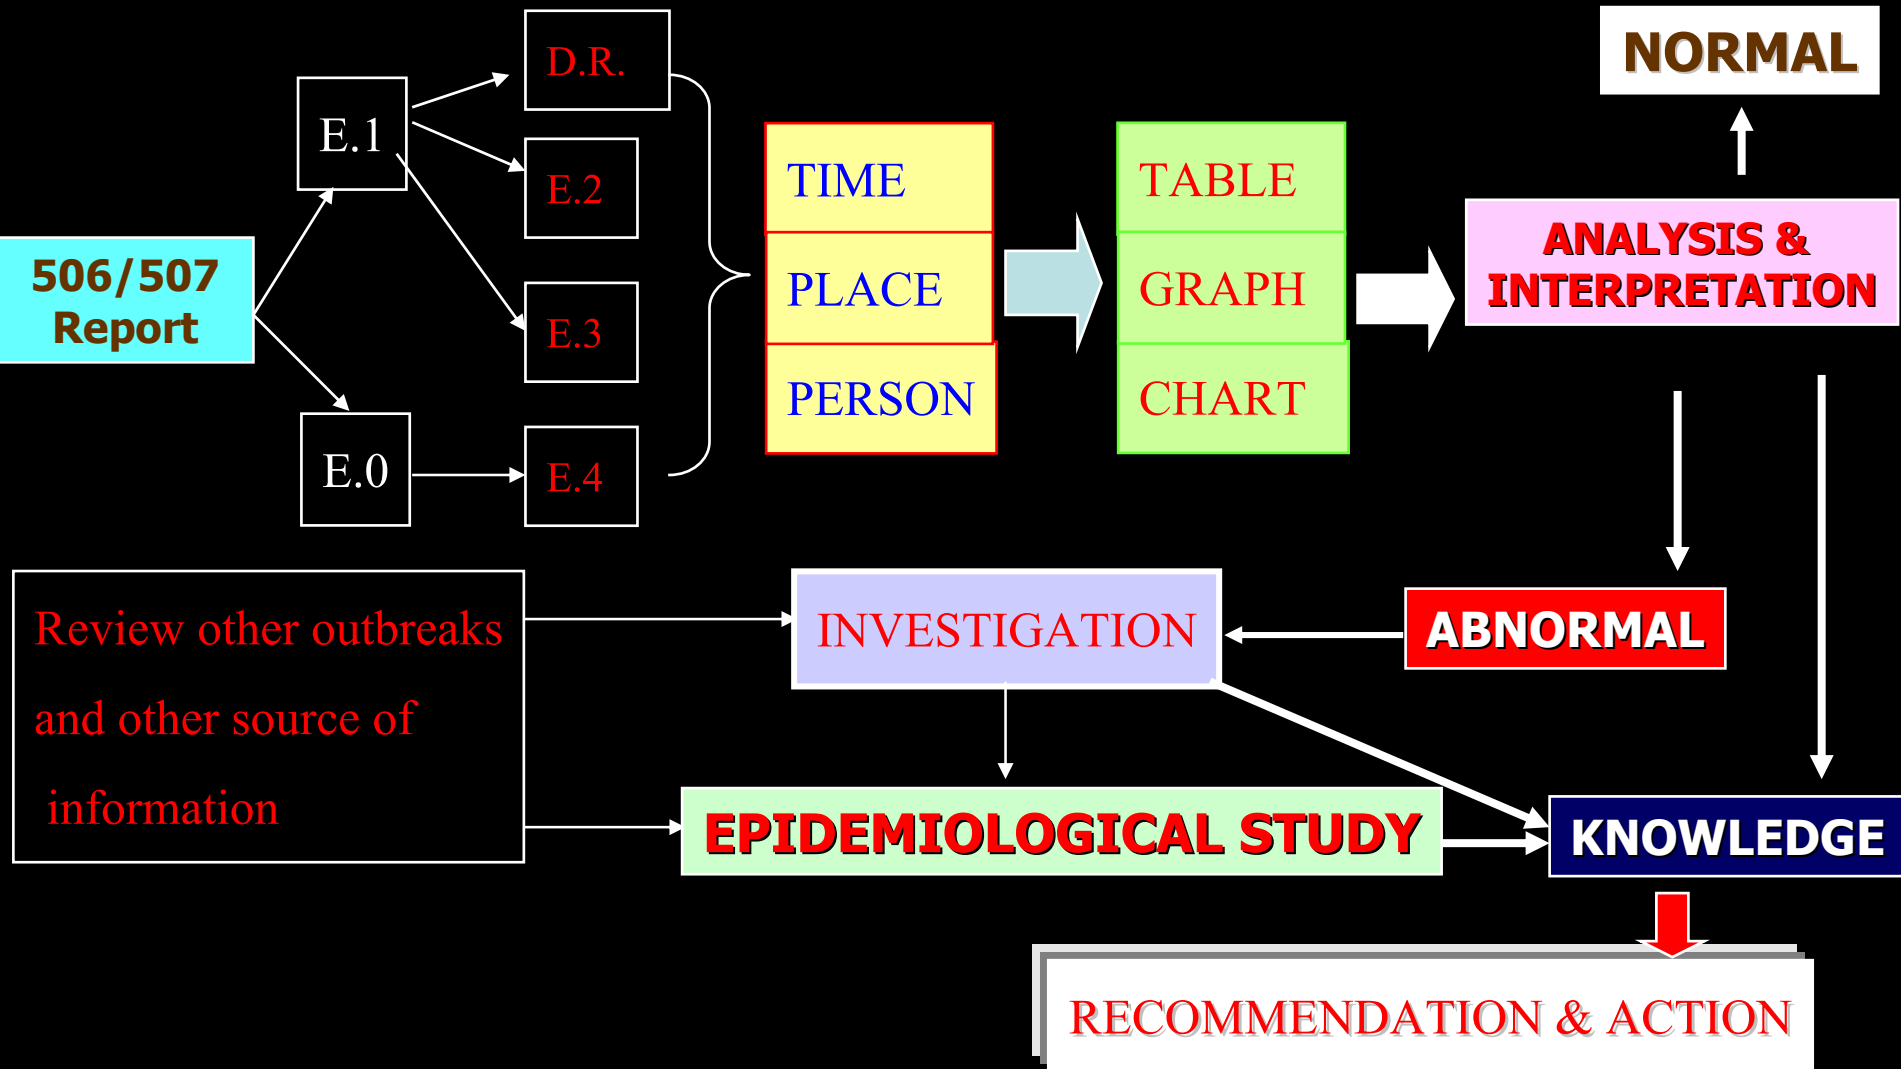 NORMAL
D.R.
E.1
E.2
TIME
TABLE
ANALYSIS &
INTERPRETATION
506/507
Report
PLACE
GRAPH
E.3
PERSON
CHART
E.0
E.4
Review other outbreaks
and other source of
information
INVESTIGATION
ABNORMAL
EPIDEMIOLOGICAL STUDY
KNOWLEDGE
RECOMMENDATION & ACTION